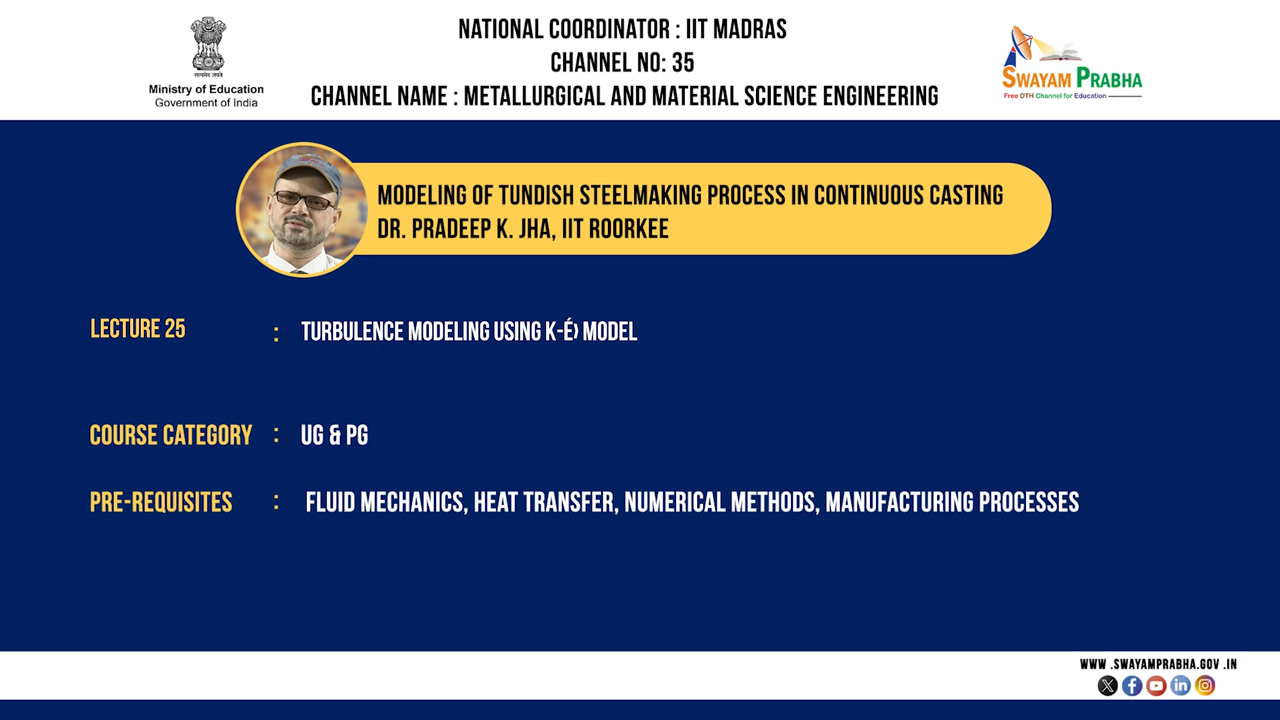 NATIONAL COORDINATOR : IIT MADRAS
CHANNEL NO: 35
CHANNEL NAME : METALLURGICAL AND MATERIAL SCIENCE ENGINEERING
सत्यमेव जयते
Ministry of Education
Government of India
SWAYAM PRABHA
Free DTH Channel for Education
MODELING OF TUNDISH STEELMAKING PROCESS IN CONTINUOUS CASTING
DR. PRADEEP K. JHA, IIT ROORKEE
LECTURE 25 : TURBULENCE MODELING USING K-É› MODEL
COURSE CATEGORY : UG & PG
PRE-REQUISITES : FLUID MECHANICS, HEAT TRANSFER, NUMERICAL METHODS, MANUFACTURING PROCESSES
WWW .SWAYAMPRABHA.GOV .IN